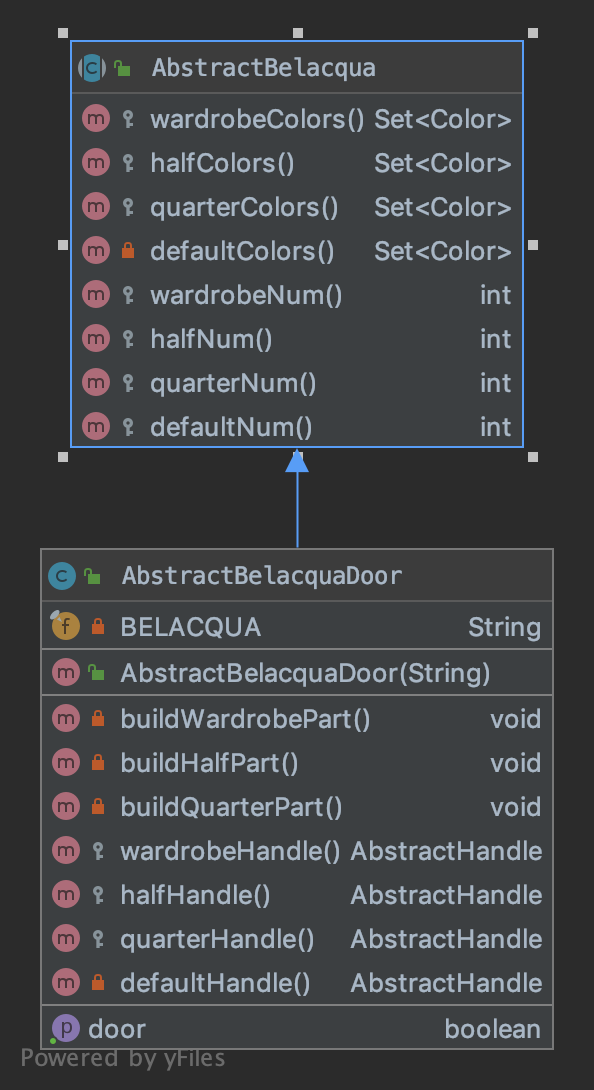 AbstractBelacqua
wardrobeColors() Set<Color>
halfColors() Set<Color>
quarterColors() Set<Color>
defaultColors() Set<Color>
wardrobeNum() int
halfNum() int
quarterNum() int
defaultNum() int
AbstractBelacquaDoor
BELACQUA String
AbstractBelacquaDoor(String)
buildWardrobePart() void
buildHalfPart() void
buildQuarterPart() void
wardrobeHandle() AbstractHandle
halfHandle() AbstractHandle
quarterHandle() AbstractHandle
defaultHandle() AbstractHandle
door boolean
Powered by yFiles